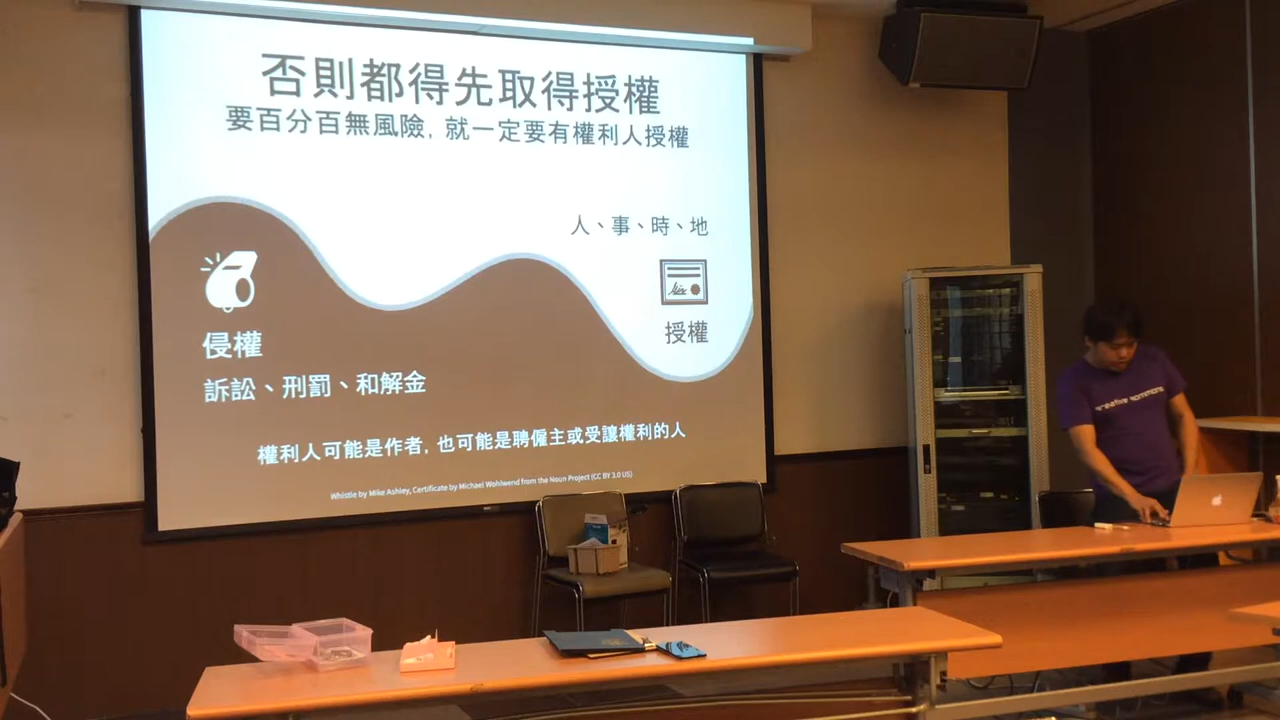 否則都得先取得授權
要百分百無風險, 就一定要有權利人授權
人、事、時、地
授權
侵權
訴訟、刑罰、和解金
權利人可能是作者, 也可能是聘僱主或受讓權利的人
Whistle by Mike Ashley, Certificate by Michael Wohlwend from the Noun Project (CC BY 3.0 US)
creative commons